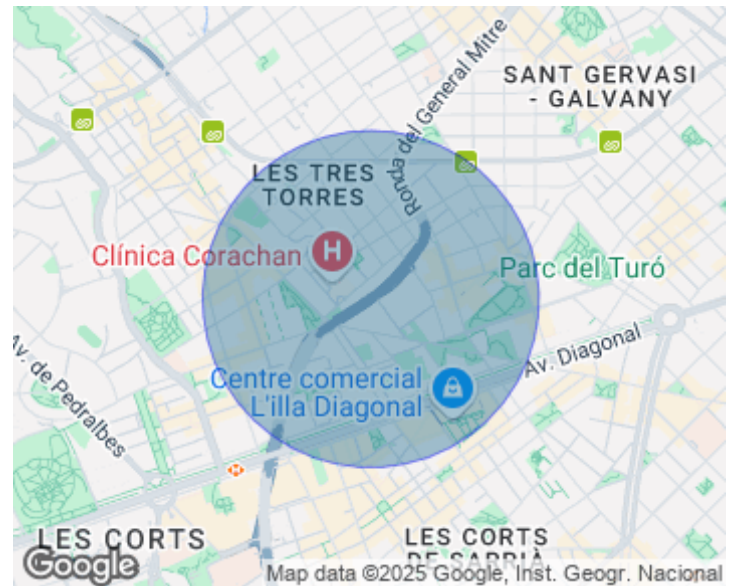 SANT GERVASI
- GALVANY
Ronda del General Mitre
LES TRES
TORRES
Clínica Corachan
H
Parc del Turó
Av. Diagonal
Centre comercial
L'illa Diagonal
Av. de Pedralbes
LES CORTS
LES CORTS
DE SARRIÀ
Google
Map data ©2025 Google, Inst. Geogr. Nacional